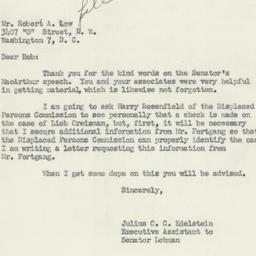 file
Mr. Robert A. Low
3407 "O" Street, N. W.
Washington 7, D. C.
Dear Bob:
Thank you for the kind words on the Senator's
MacArthur speech. You and your associates were very helpful
in getting material, which is likewise not forgotten.
I am going to ask Harry Rosenfield of the Displaced
Persons Commission to see personally that a check is made on
the case of Lieb Croisman, but, first, it will be necessary
that I secure additional information from Mr. Fortgang so that
the Displaced Persons Commission can properly identify the cas
I am writing a letter requesting this information from
Mr. Fortgang.
When I get some dope on this you will be advised.
Sincerely,
Julius C. C. Edelstein
Executive Assistant to
Senator Lehman